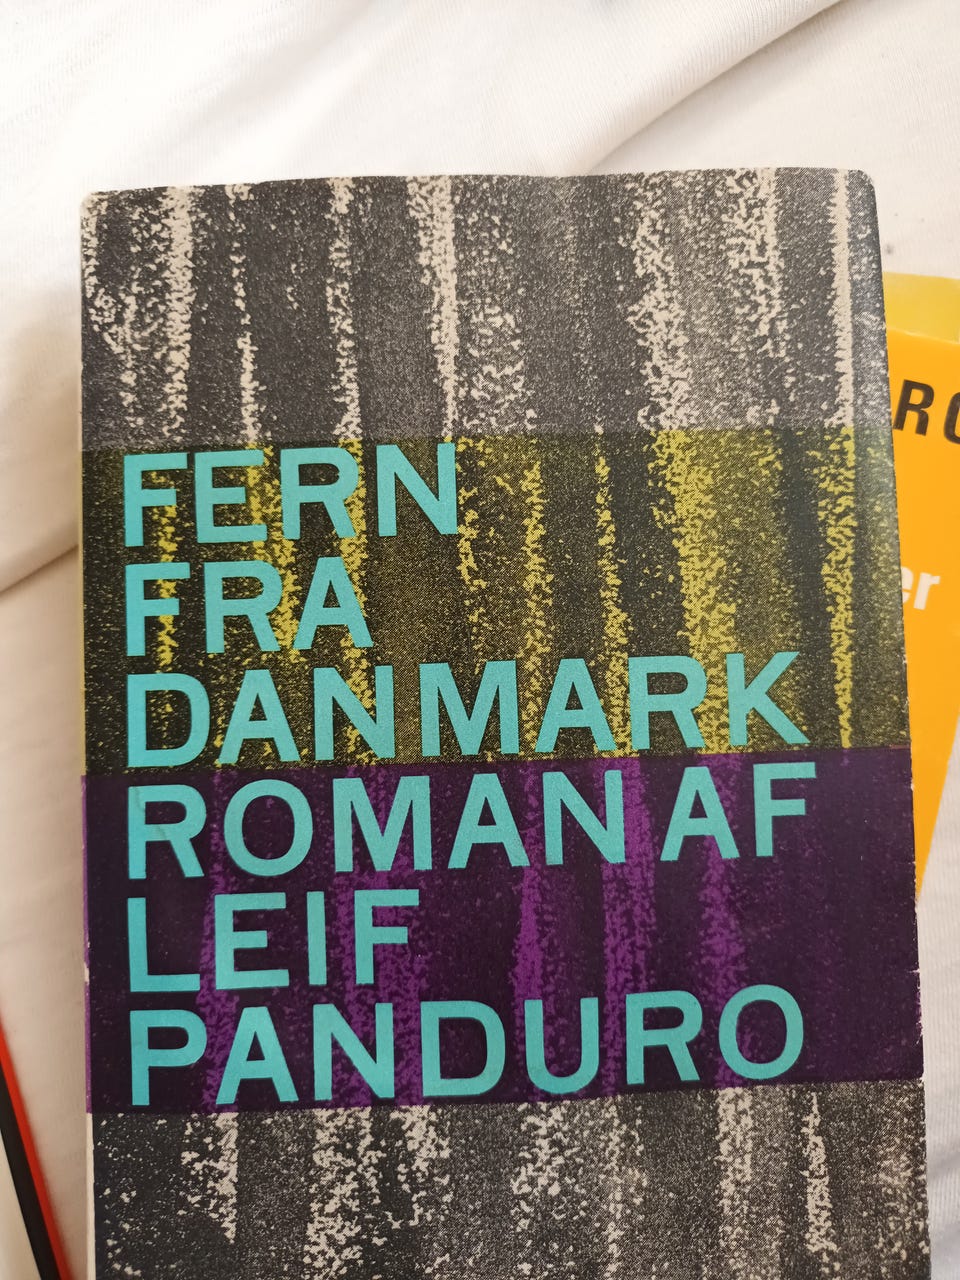 FERN
FRA
DANMARK
ROMAN AF
LEIF
PANDURO